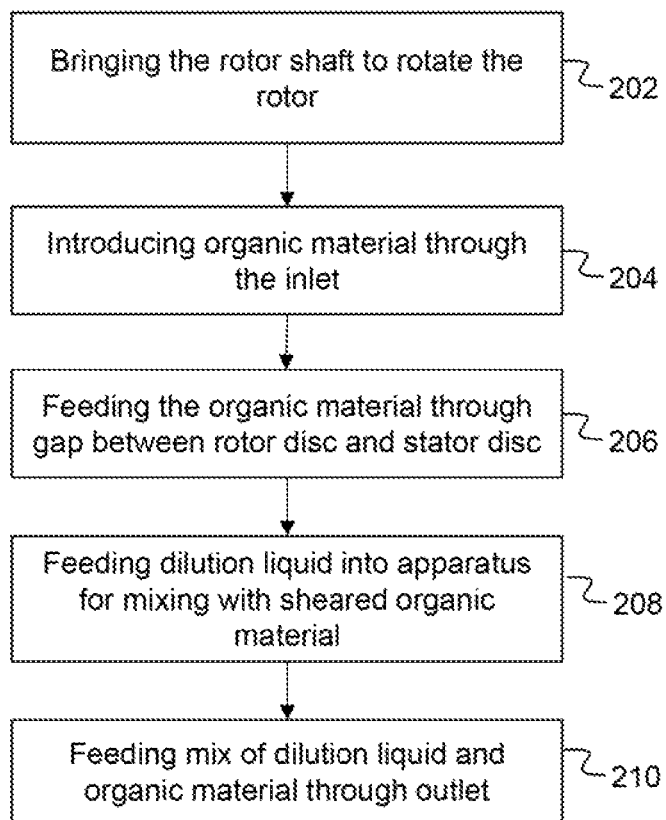 Bringing the rotor shaft to rotate the
rotor
202
Introducing organic material through
the inlet
204
Feeding the organic material through
gap between rotor disc and stator disc
206
Feeding dilution liquid into apparatus
for mixing with sheared organic
material
208
Feeding mix of dilution liquid and
organic material through outlet
210